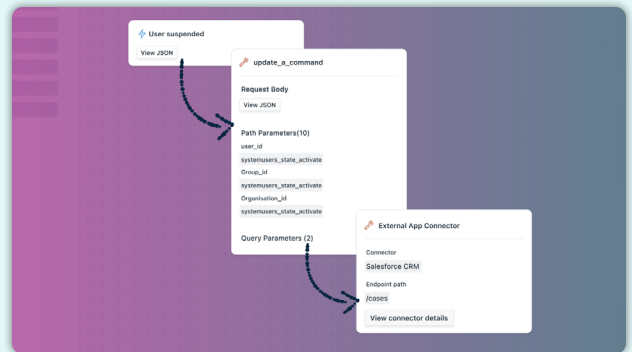 User suspended
View JSON
update_a_command
Request Body
View JSON
Path Parameters(10)
user_id
systemusers_state_activate
Group_id
systemusers_state_activate
Organisation_id
systemusers_state_activate
Query Parameters (2)
External App Connector
Connector
Salesforce CRM
Endpoint path
/cases
View connector details